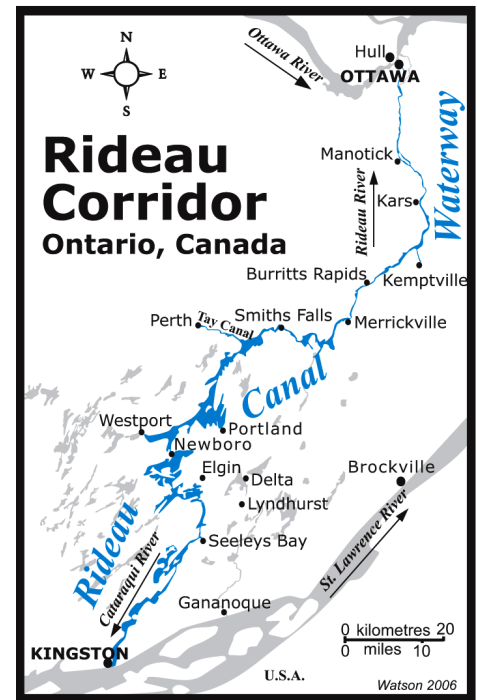 N
W E
S
Ottawa River
Hull
OTTAWA
Rideau
Corridor
Ontario, Canada
Waterway
Manotick
Rideau River
Kars
Burritts Rapids
Kemptville
Perth
Tay Canal
Smiths Falls
Merrickville
Canal
Westport
Portland
Newboro
Elgin
Delta
Brockville
Lyndhurst
Rideau
Seeleys Bay
Cataraqui River
St. Lawrence River
Gananoque
KINGSTON
0 kilometres 20
0 miles 10
U.S.A.
Watson 2006